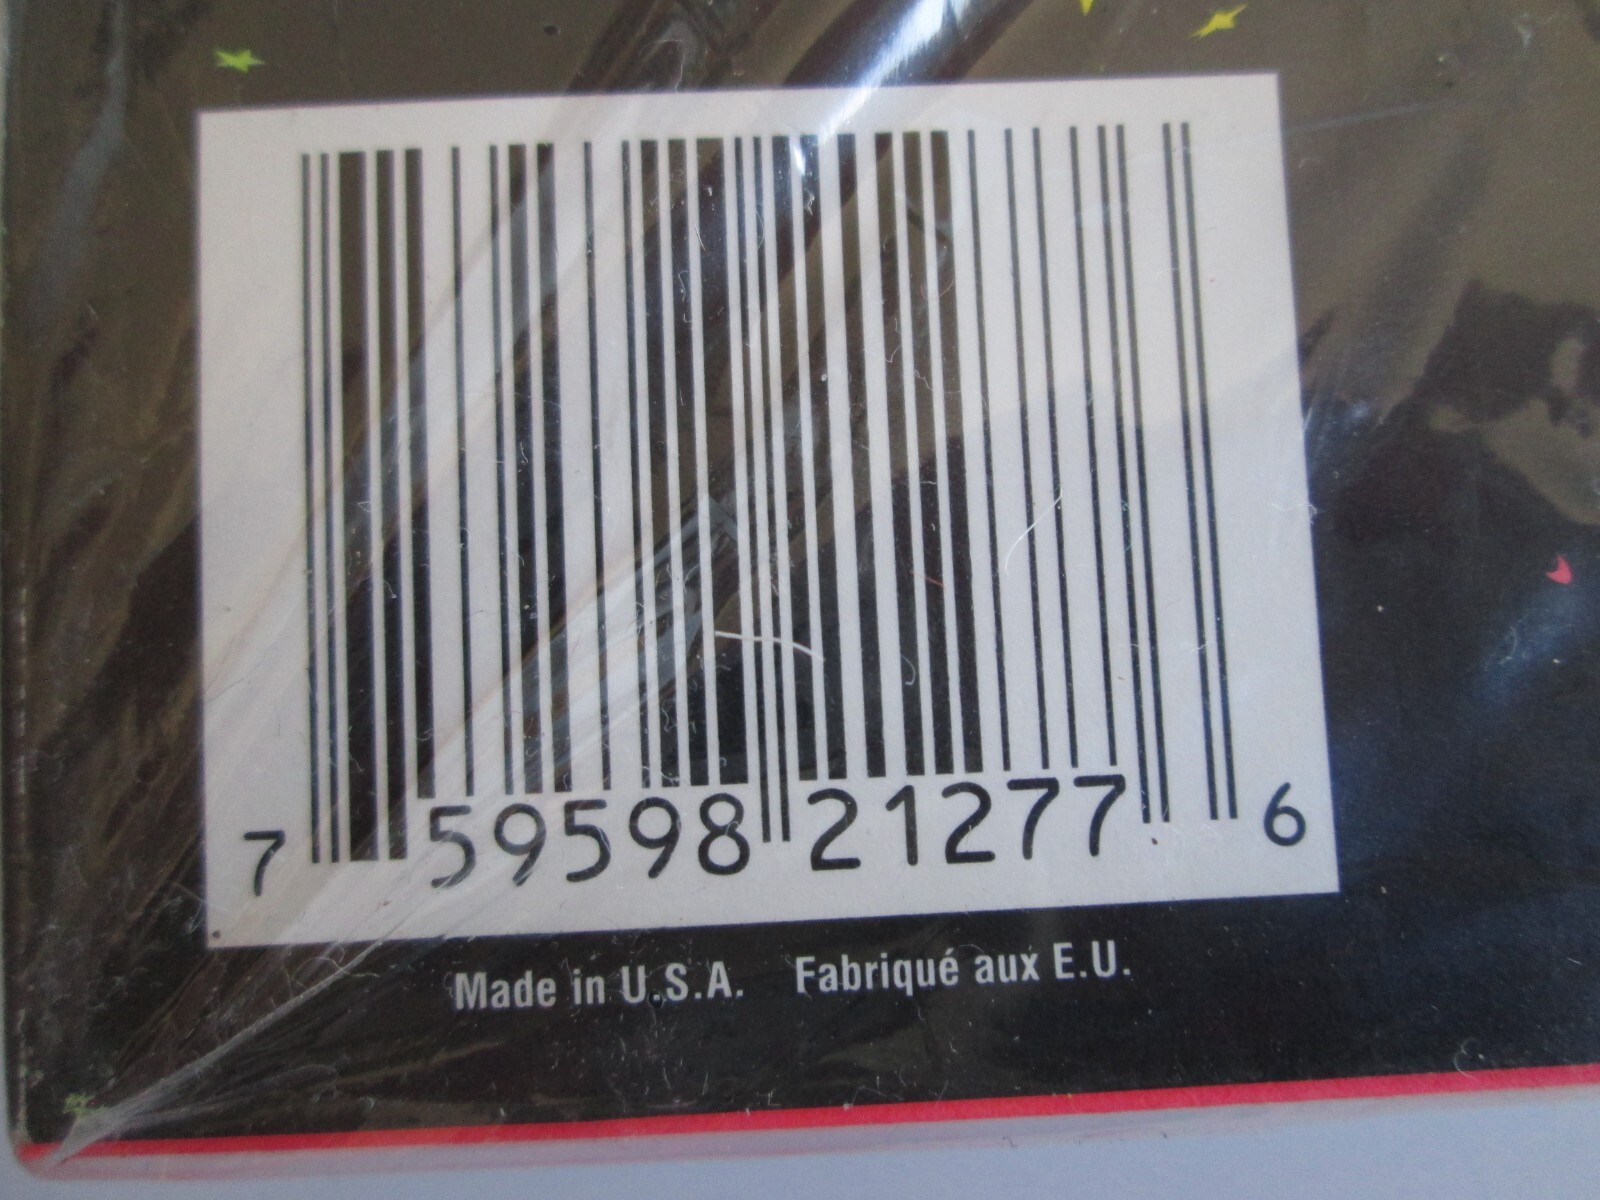 7 59598 21277 6
Made in U.S.A. Fabriqué aux E.U.